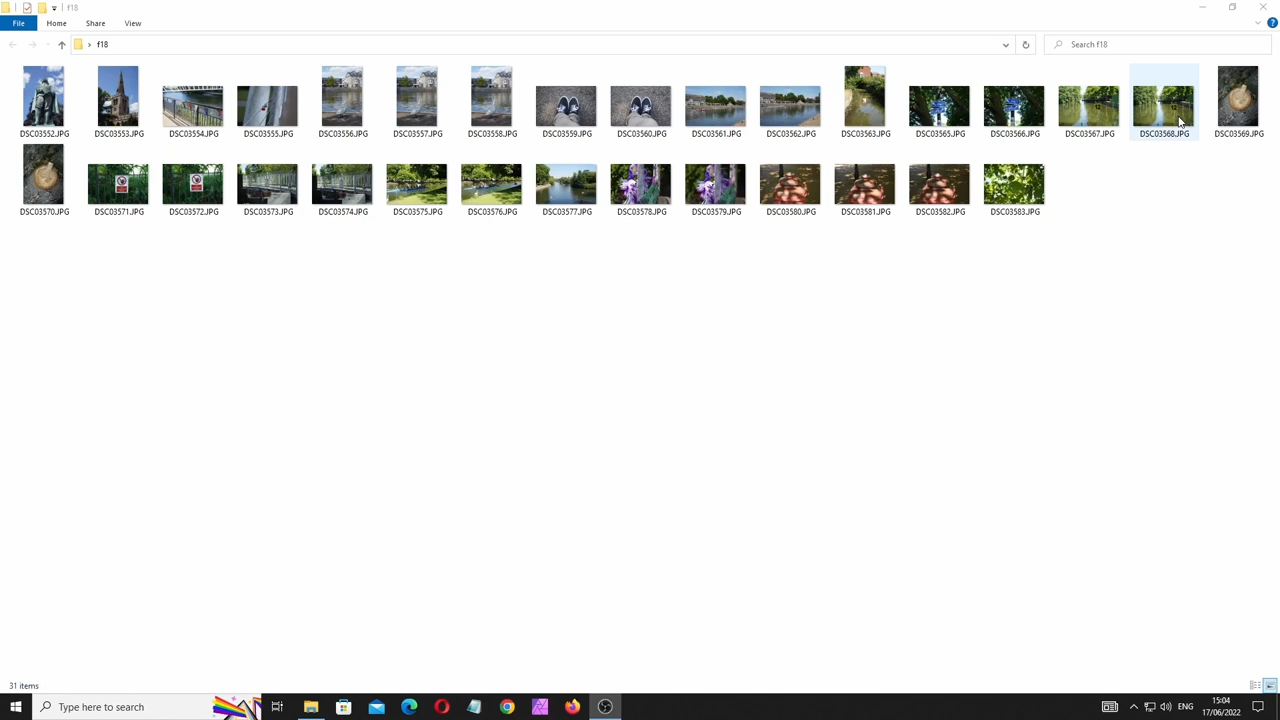 f18
File Home Share View
f18 Search f18
DSC03552.JPG DSC03553.JPG DSC03554.JPG DSC03555.JPG DSC03556.JPG DSC03557.JPG DSC03558.JPG DSC03559.JPG DSC03560.JPG DSC03561.JPG DSC03562.JPG DSC03563.JPG DSC03565.JPG DSC03566.JPG DSC03567.JPG DSC03568.JPG DSC03569.JPG
DSC03570.JPG DSC03571.JPG DSC03572.JPG DSC03573.JPG DSC03574.JPG DSC03575.JPG DSC03576.JPG DSC03577.JPG DSC03578.JPG DSC03579.JPG DSC03580.JPG DSC03581.JPG DSC03582.JPG DSC03583.JPG
31 items
Type here to search ENG 15:04
17/06/2022